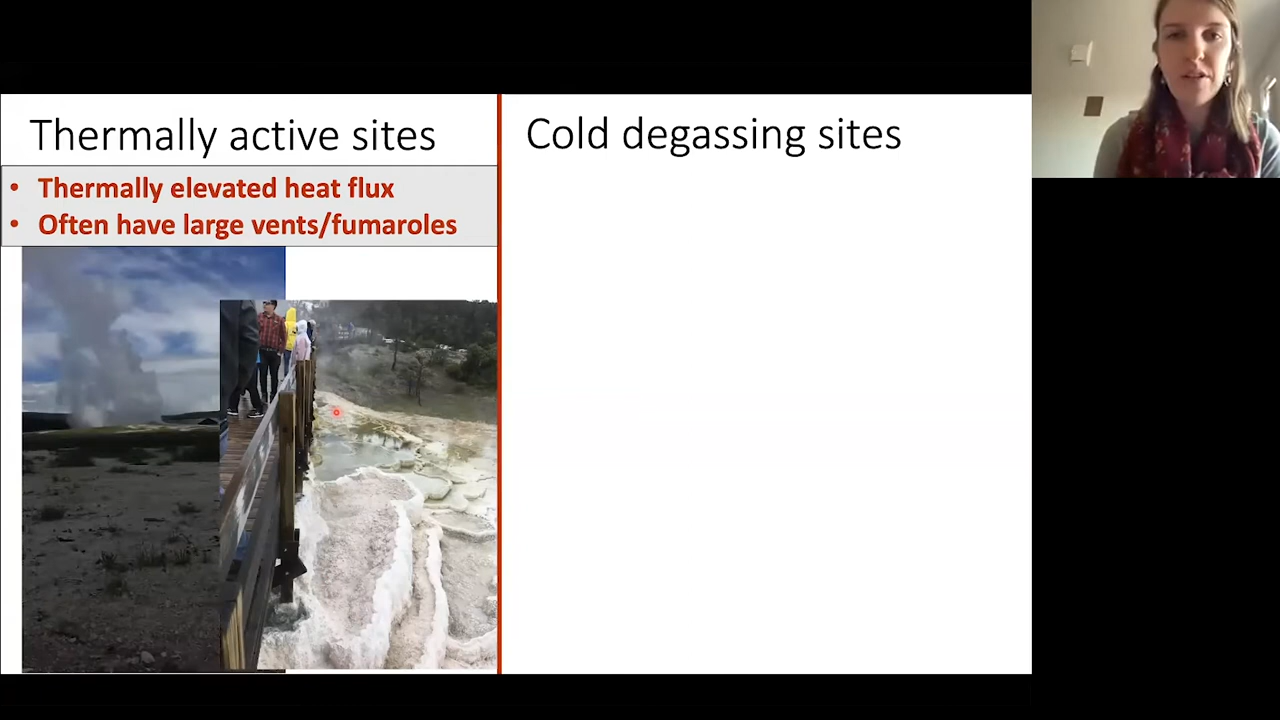 Thermally active sites
• Thermally elevated heat flux
• Often have large vents/fumaroles
Cold degassing sites